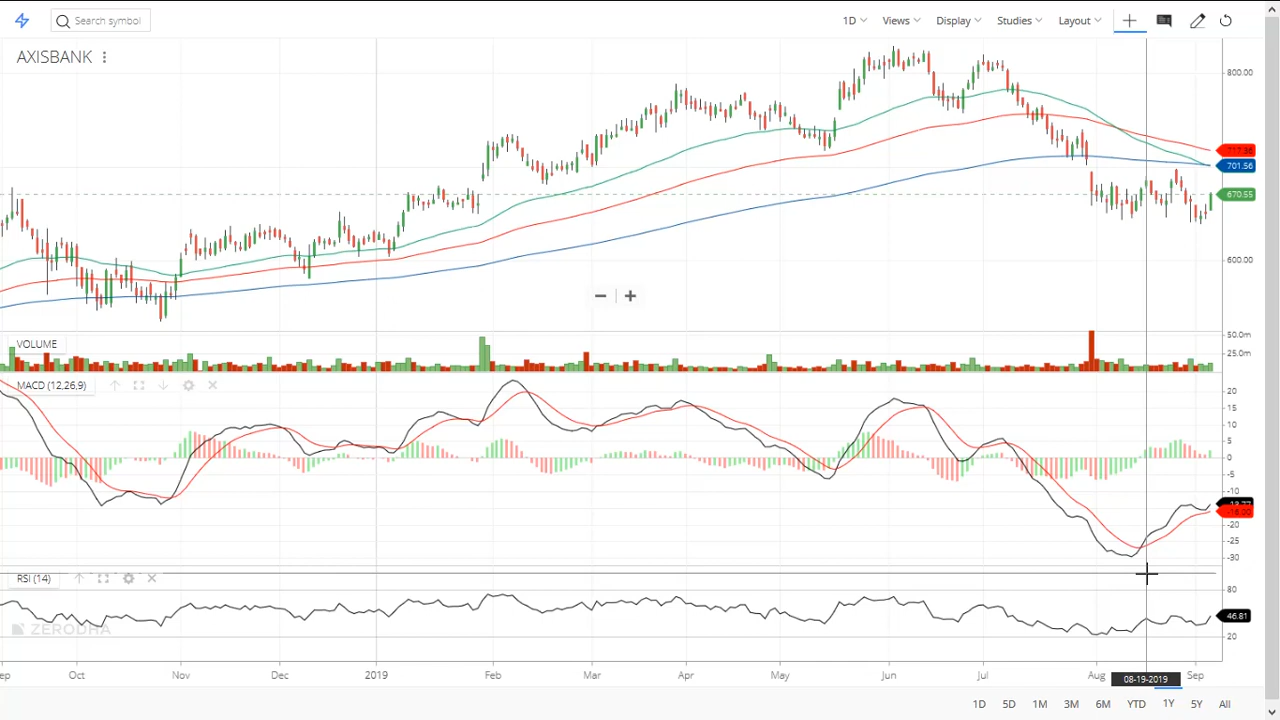 Search symbol 1D Views Display Studies Layout
AXISBANK
800.00
717.36
701.56
670.55
600.00
VOLUME
50.0m
25.0m
MACD (12,26,9)
20
15
10
5
0
-5
-10
-16.00
-20
-25
-30
RSI (14)
80
46.81
20
ZERODHA
ep Oct Nov Dec 2019 Feb Mar Apr May Jun Jul Aug 08-19-2019 Sep
1D 5D 1M 3M 6M YTD 1Y 5Y All